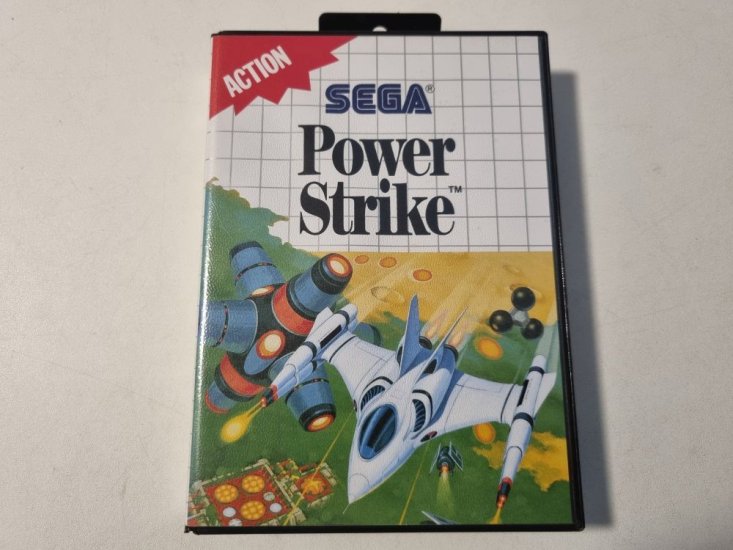 ACTION
SEGA®
Power
Strike™